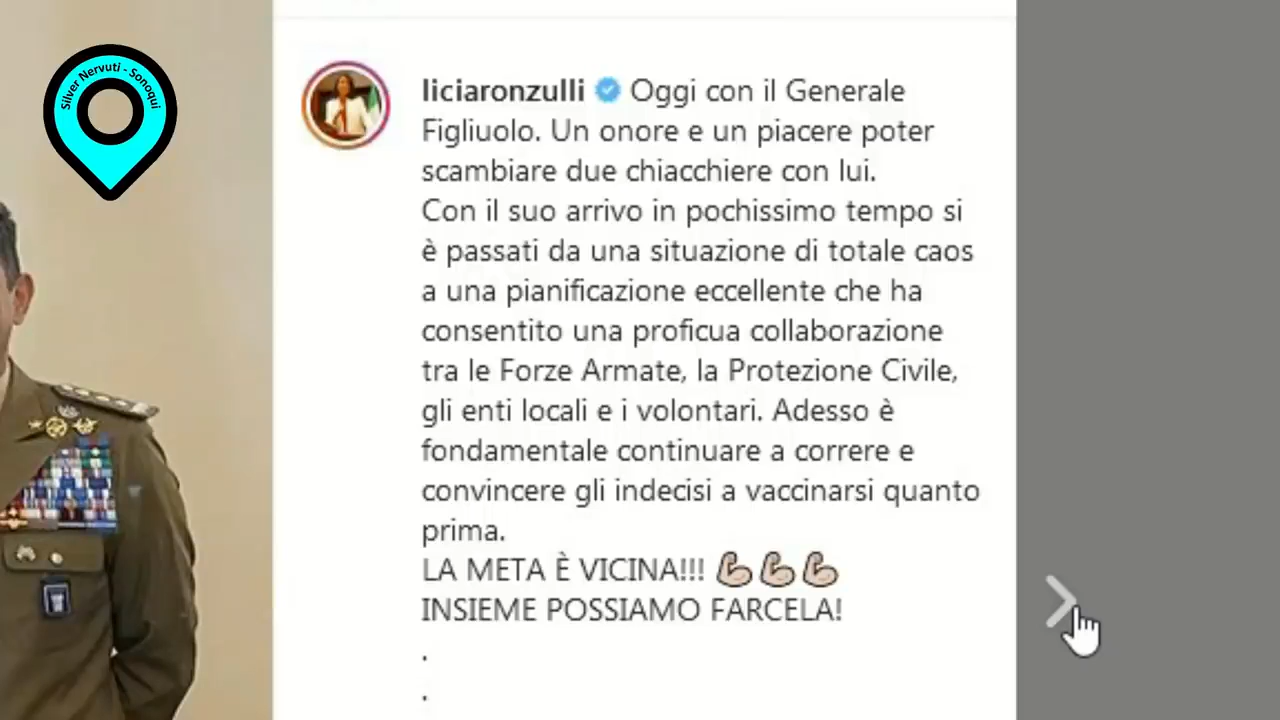 Silver Nervuti - Sonoqui
liciaronzulli Oggi con il Generale
Figliuolo. Un onore e un piacere poter
scambiare due chiacchiere con lui.
Con il suo arrivo in pochissimo tempo si
è passati da una situazione di totale caos
a una pianificazione eccellente che ha
consentito una proficua collaborazione
tra le Forze Armate, la Protezione Civile,
gli enti locali e i volontari. Adesso è
fondamentale continuare a correre e
convincere gli indecisi a vaccinarsi quanto
prima.
LA META È VICINA!!! 💪🏼💪🏼💪🏼
INSIEME POSSIAMO FARCELA!
.
.